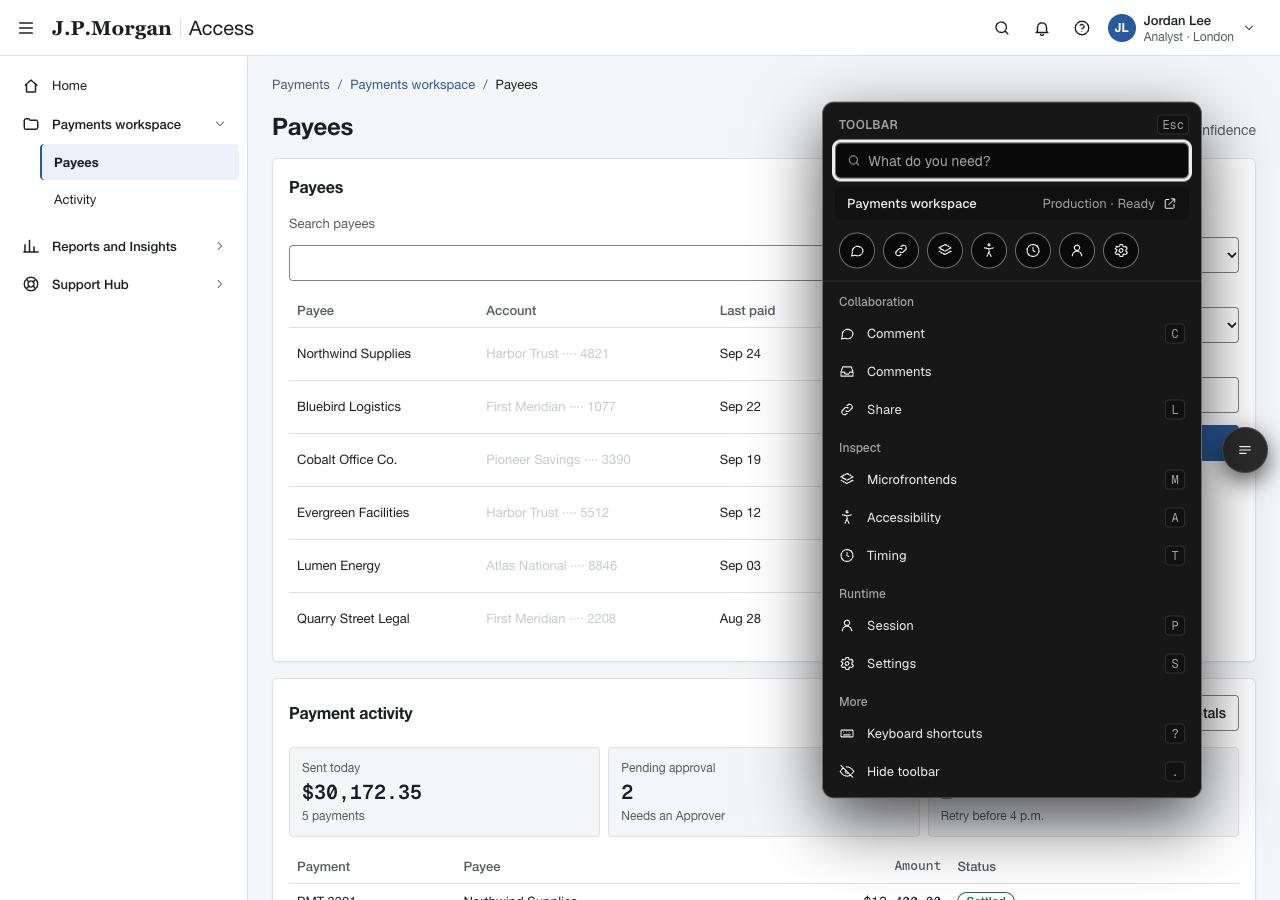 J.P.Morgan Access
JL
Jordan Lee
Analyst · London
Home
Payments workspace
Payees
Activity
Reports and Insights
Support Hub
Payments / Payments workspace / Payees
Payees
Payees
Search payees
Payee Account Last paid
Northwind Supplies Harbor Trust ···· 4821 Sep 24
Bluebird Logistics First Meridian ···· 1077 Sep 22
Cobalt Office Co. Pioneer Savings ···· 3390 Sep 19
Evergreen Facilities Harbor Trust ···· 5512 Sep 12
Lumen Energy Atlas National ···· 8846 Sep 03
Quarry Street Legal First Meridian ···· 2208 Aug 28
Payment activity
Sent today
$30,172.35
5 payments
Pending approval
2
Needs an Approver
Retry before 4 p.m.
Payment Payee Amount Status
Northwind Supplies Settled
TOOLBAR Esc
What do you need?
Payments workspace Production · Ready
Collaboration
Comment C
Comments
Share L
Inspect
Microfrontends M
Accessibility A
Timing T
Runtime
Session P
Settings S
More
Keyboard shortcuts ?
Hide toolbar .